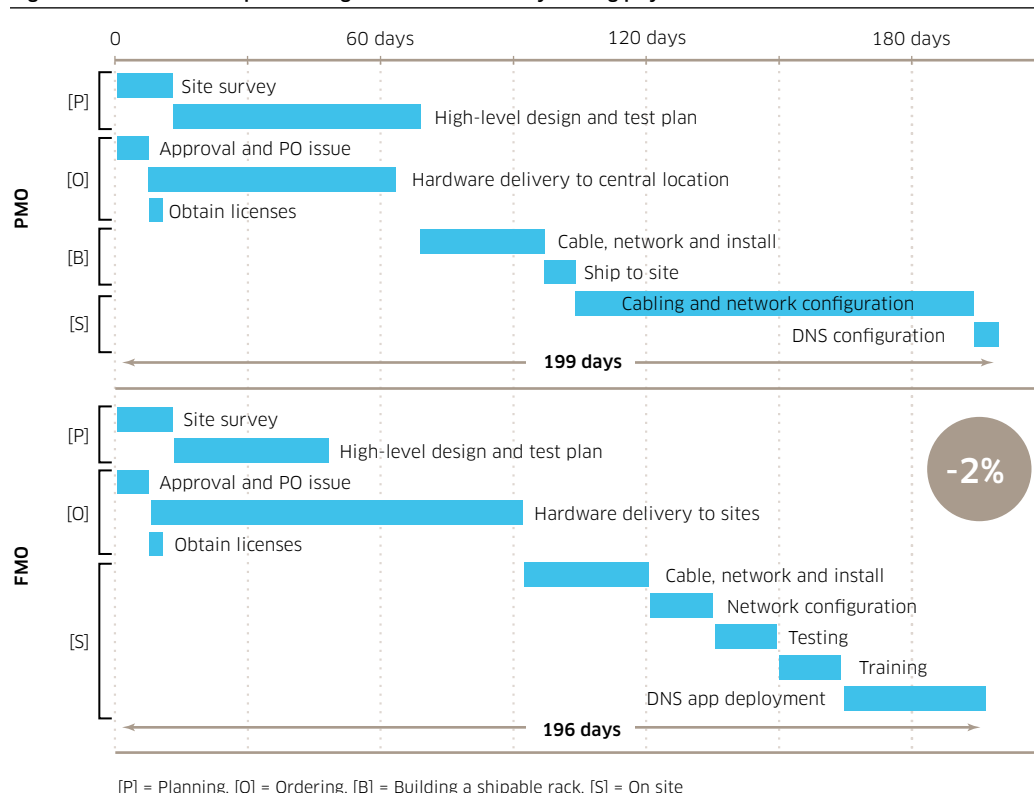 0 60 days 120 days 180 days
PMO
[P]
Site survey
High-level design and test plan
[O]
Approval and PO issue
Hardware delivery to central location
Obtain licenses
[B]
Cable, network and install
Ship to site
[S]
Cabling and network configuration
DNS configuration
199 days
FMO
[P]
Site survey
High-level design and test plan
-2%
[O]
Approval and PO issue
Hardware delivery to sites
Obtain licenses
[S]
Cable, network and install
Network configuration
Testing
Training
DNS app deployment
196 days
[P] = Planning, [O] = Ordering, [B] = Building a shipable rack, [S] = On site